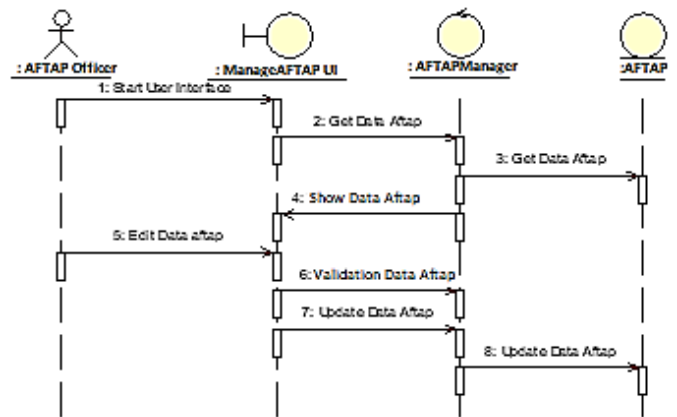 : AFTAP Officer
: ManageAFTAP UI
: AFTAPManager
:AFTAP
1: Start User Interface
2: Get Data Aftap
3: Get Data Aftap
4: Show Data Aftap
5: Edit Data aftap
6: Validation Data Aftap
7: Update Data Aftap
8: Update Data Aftap